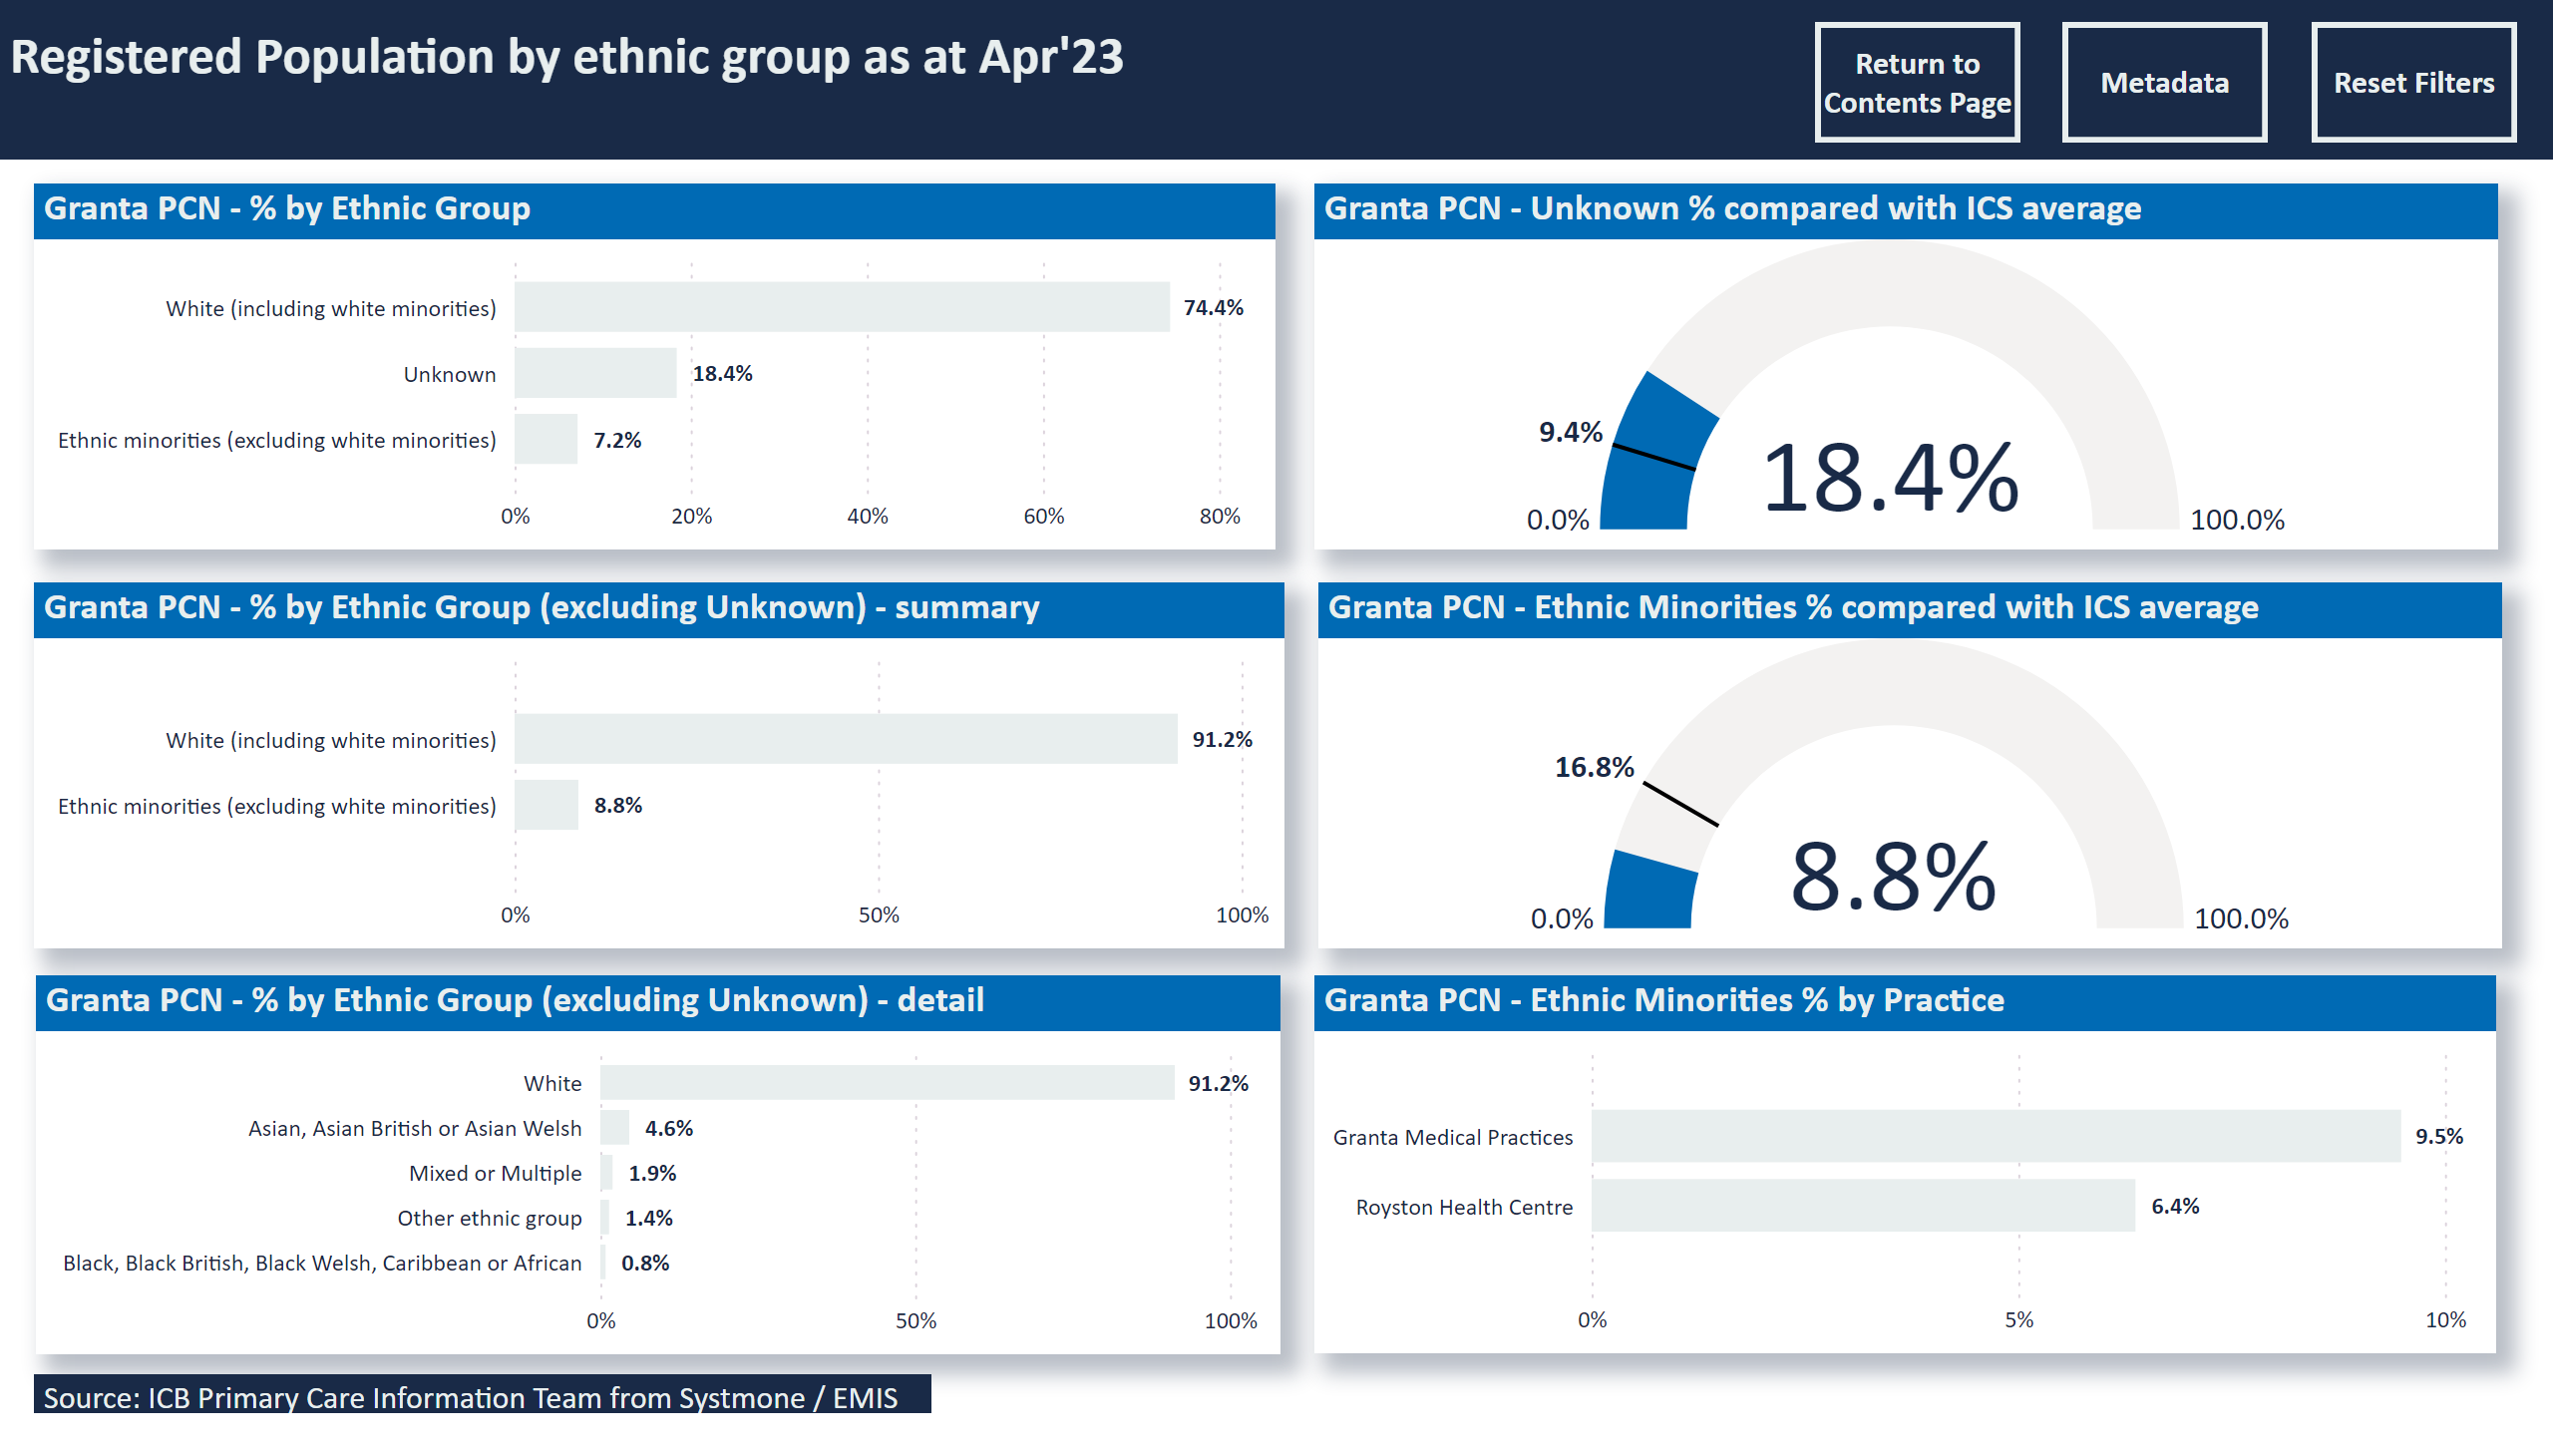 Registered Population by ethnic group as at Apr'23
Return to
Contents Page
Metadata
Reset Filters
Granta PCN - % by Ethnic Group
White (including white minorities)
74.4%
Unknown
18.4%
Ethnic minorities (excluding white minorities)
7.2%
0%
20%
40%
60%
80%
Granta PCN - Unknown % compared with ICS average
9.4%
18.4%
0.0%
100.0%
Granta PCN - % by Ethnic Group (excluding Unknown) - summary
White (including white minorities)
91.2%
Ethnic minorities (excluding white minorities)
8.8%
0%
50%
100%
Granta PCN - Ethnic Minorities % compared with ICS average
16.8%
8.8%
0.0%
100.0%
Granta PCN - % by Ethnic Group (excluding Unknown) - detail
White
91.2%
Asian, Asian British or Asian Welsh
4.6%
Mixed or Multiple
1.9%
Other ethnic group
1.4%
Black, Black British, Black Welsh, Caribbean or African
0.8%
0%
50%
100%
Granta PCN - Ethnic Minorities % by Practice
Granta Medical Practices
9.5%
Royston Health Centre
6.4%
0%
5%
10%
Source: ICB Primary Care Information Team from Systmone / EMIS